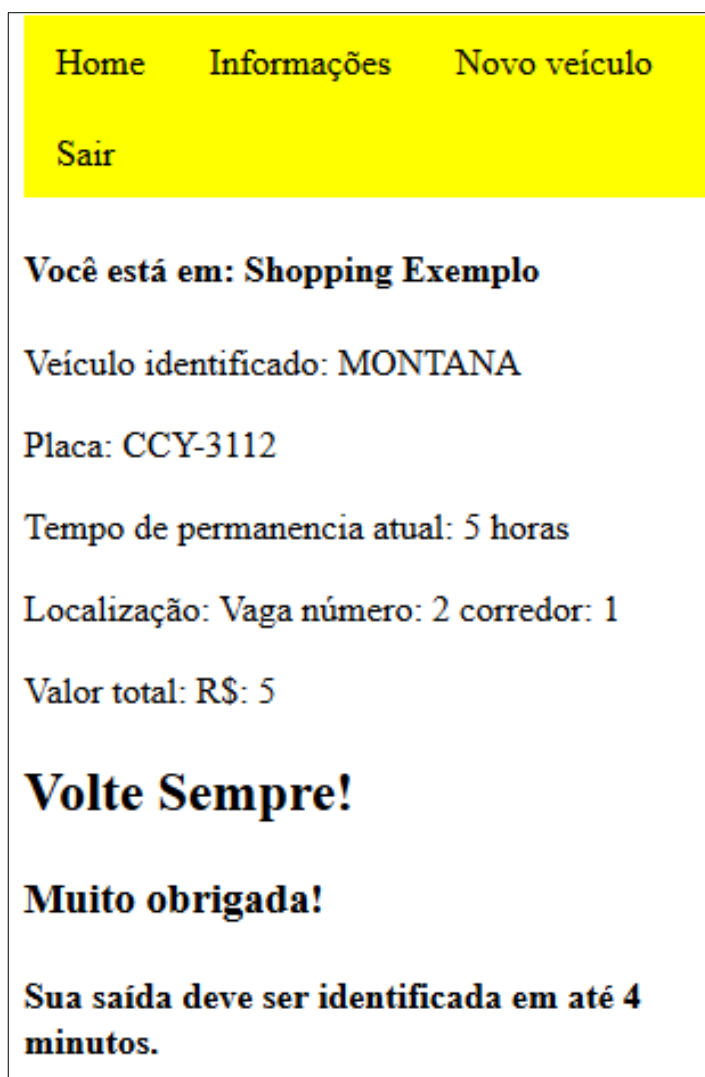 Home Informações Novo veículo
Sair
Você está em: Shopping Exemplo
Veículo identificado: MONTANA
Placa: CCY-3112
Tempo de permanencia atual: 5 horas
Localização: Vaga número: 2 corredor: 1
Valor total: R$: 5
Volte Sempre!
Muito obrigada!
Sua saída deve ser identificada em até 4
minutos.